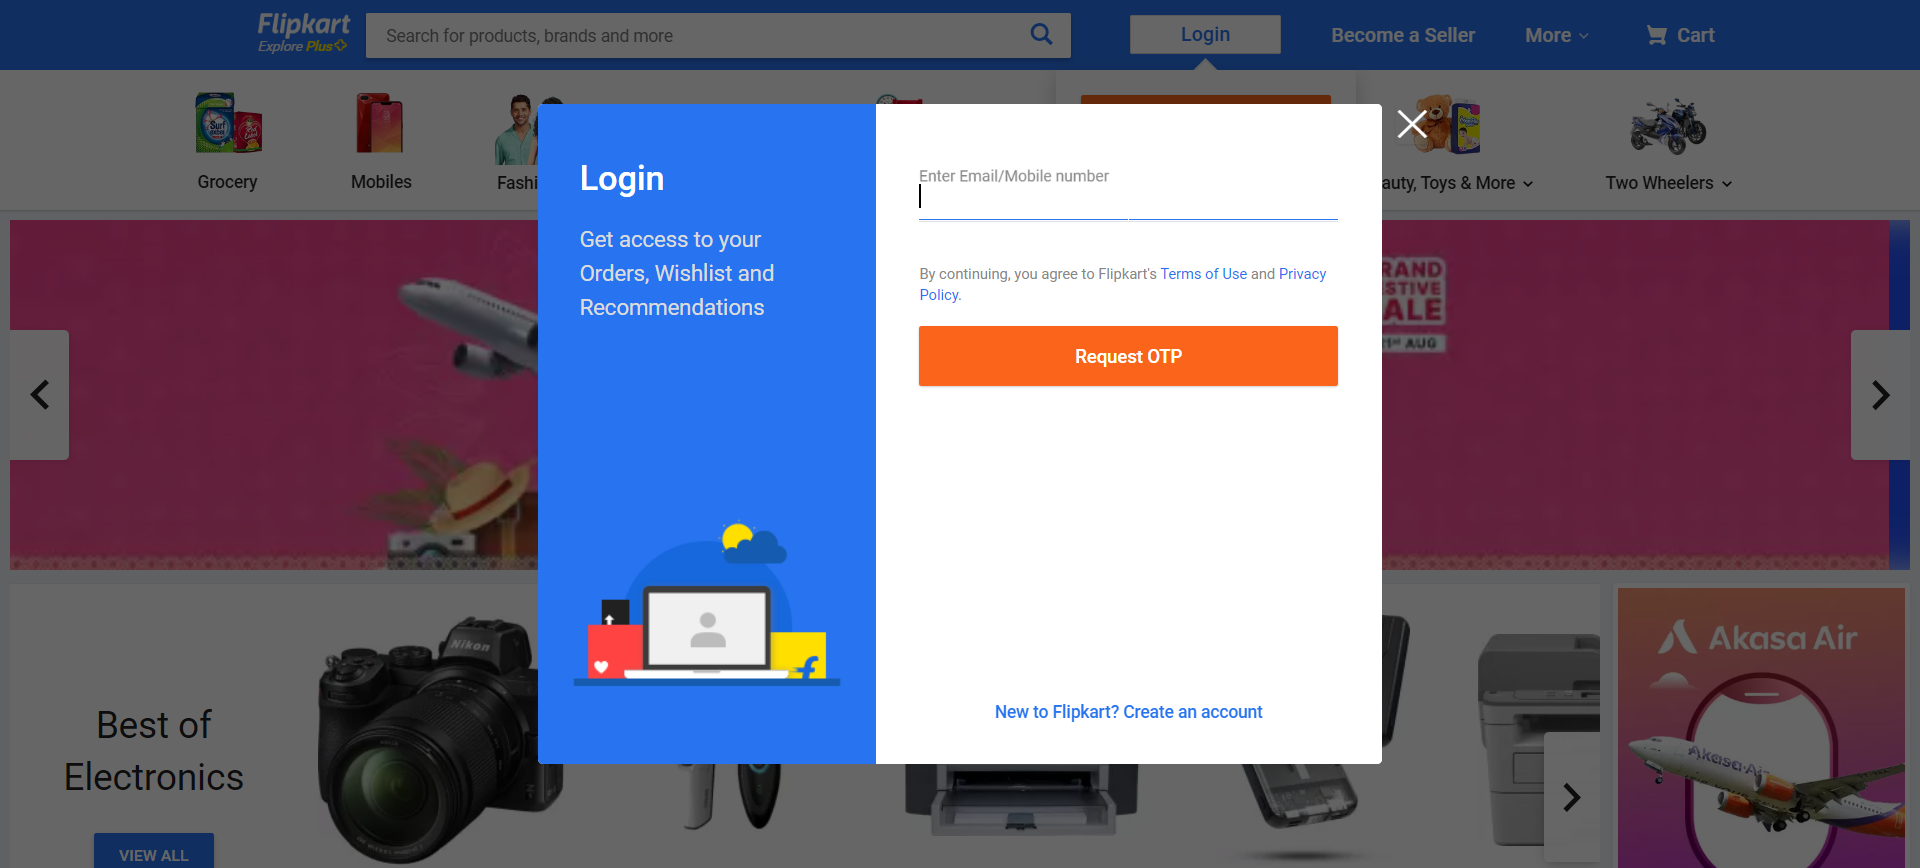 Flipkart
Explore Plus
Search for products, brands and more
Login
Become a Seller
More
Cart
Grocery
Mobiles
Fashi
auty, Toys & More
Two Wheelers
Login
Get access to your
Orders, Wishlist and
Recommendations
Enter Email/Mobile number
By continuing, you agree to Flipkart's Terms of Use and Privacy
Policy.
Request OTP
New to Flipkart? Create an account
RAND
STIVE
ALE
1st AUG
Best of
Electronics
VIEW ALL
Nikon
Akasa Air
Akasa Air